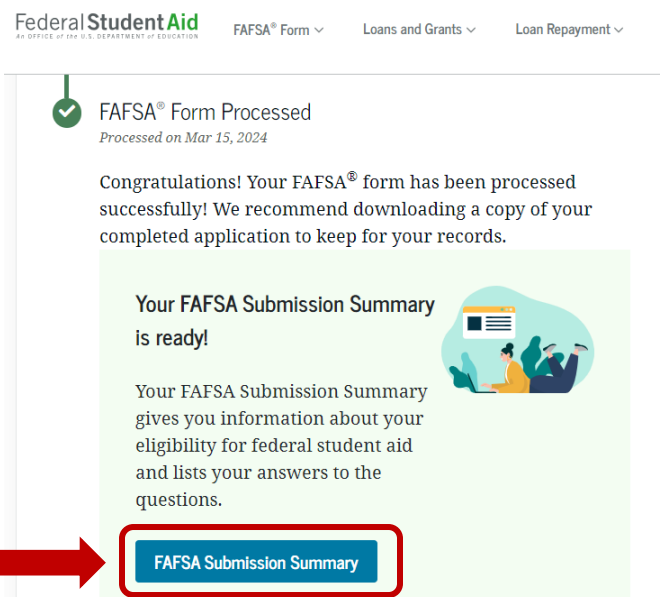 Federal Student Aid
An OFFICE of the U.S. DEPARTMENT of EDUCATION
FAFSA® Form
Loans and Grants
Loan Repayment
FAFSA® Form Processed
Processed on Mar 15, 2024
Congratulations! Your FAFSA® form has been processed
successfully! We recommend downloading a copy of your
completed application to keep for your records.
Your FAFSA Submission Summary
is ready!
Your FAFSA Submission Summary
gives you information about your
eligibility for federal student aid
and lists your answers to the
questions.
FAFSA Submission Summary